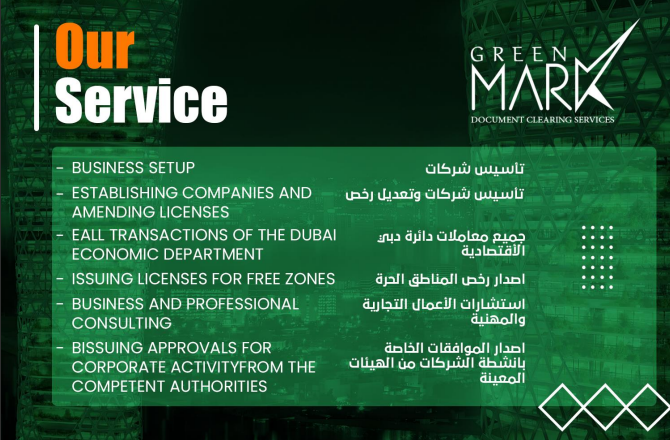 Our
Service
GREEN
MARK
DOCUMENT CLEARING SERVICES
- BUSINESS SETUP
تأسيس شركات
- ESTABLISHING COMPANIES AND
AMENDING LICENSES
تأسيس شركات وتعديل رخص
- EALL TRANSACTIONS OF THE DUBAI
ECONOMIC DEPARTMENT
جميع معاملات دائرة دبي
الأقتصادية
- ISSUING LICENSES FOR FREE ZONES
اصدار رخص المناطق الحرة
- BUSINESS AND PROFESSIONAL
CONSULTING
استشارات الأعمال التجارية
والمهنية
- BISSUING APPROVALS FOR
CORPORATE ACTIVITYFROM THE
COMPETENT AUTHORITIES
اصدار الموافقات الخاصة
بانشطة الشركات من الهيئات
المعينة